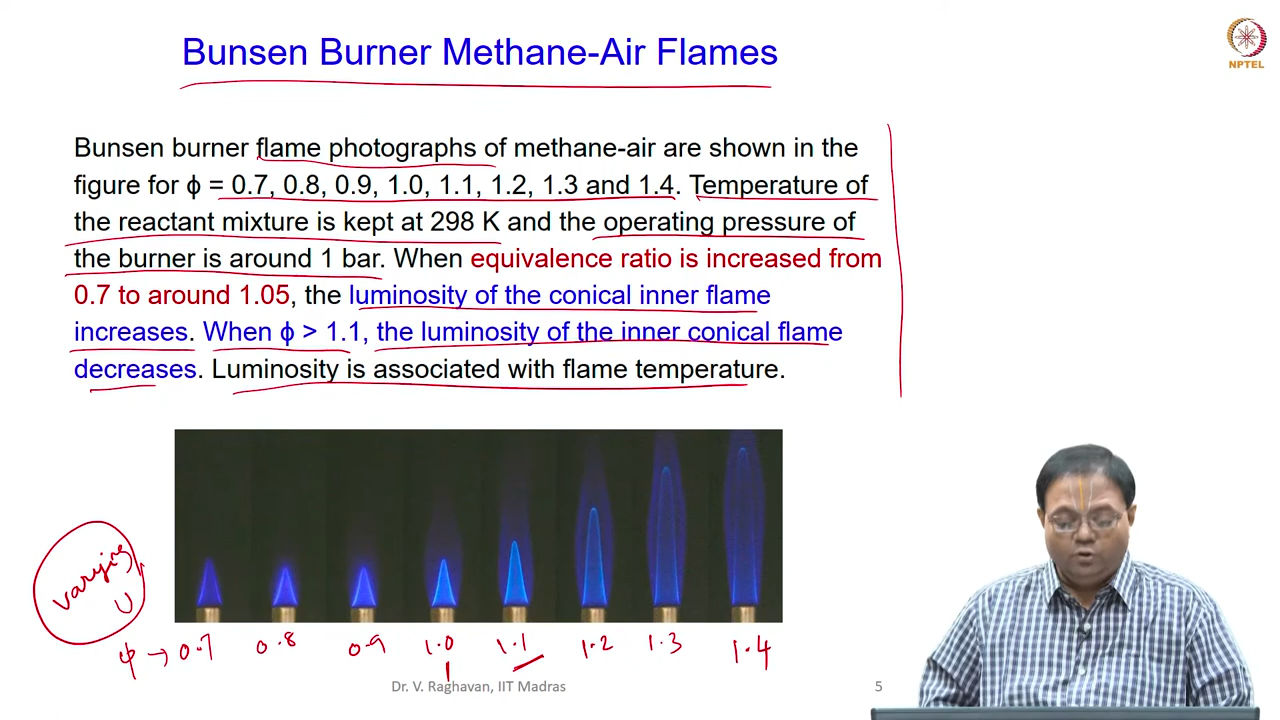 Bunsen Burner Methane-Air Flames
NPTEL
Bunsen burner flame photographs of methane-air are shown in the
figure for ϕ = 0.7, 0.8, 0.9, 1.0, 1.1, 1.2, 1.3 and 1.4. Temperature of
the reactant mixture is kept at 298 K and the operating pressure of
the burner is around 1 bar. When equivalence ratio is increased from
0.7 to around 1.05, the luminosity of the conical inner flame
increases. When ϕ > 1.1, the luminosity of the inner conical flame
decreases. Luminosity is associated with flame temperature.
varying
U
φ → 0.7 0.8 0.9 1.0 1.1 1.2 1.3 1.4
Dr. V. Raghavan, IIT Madras 5